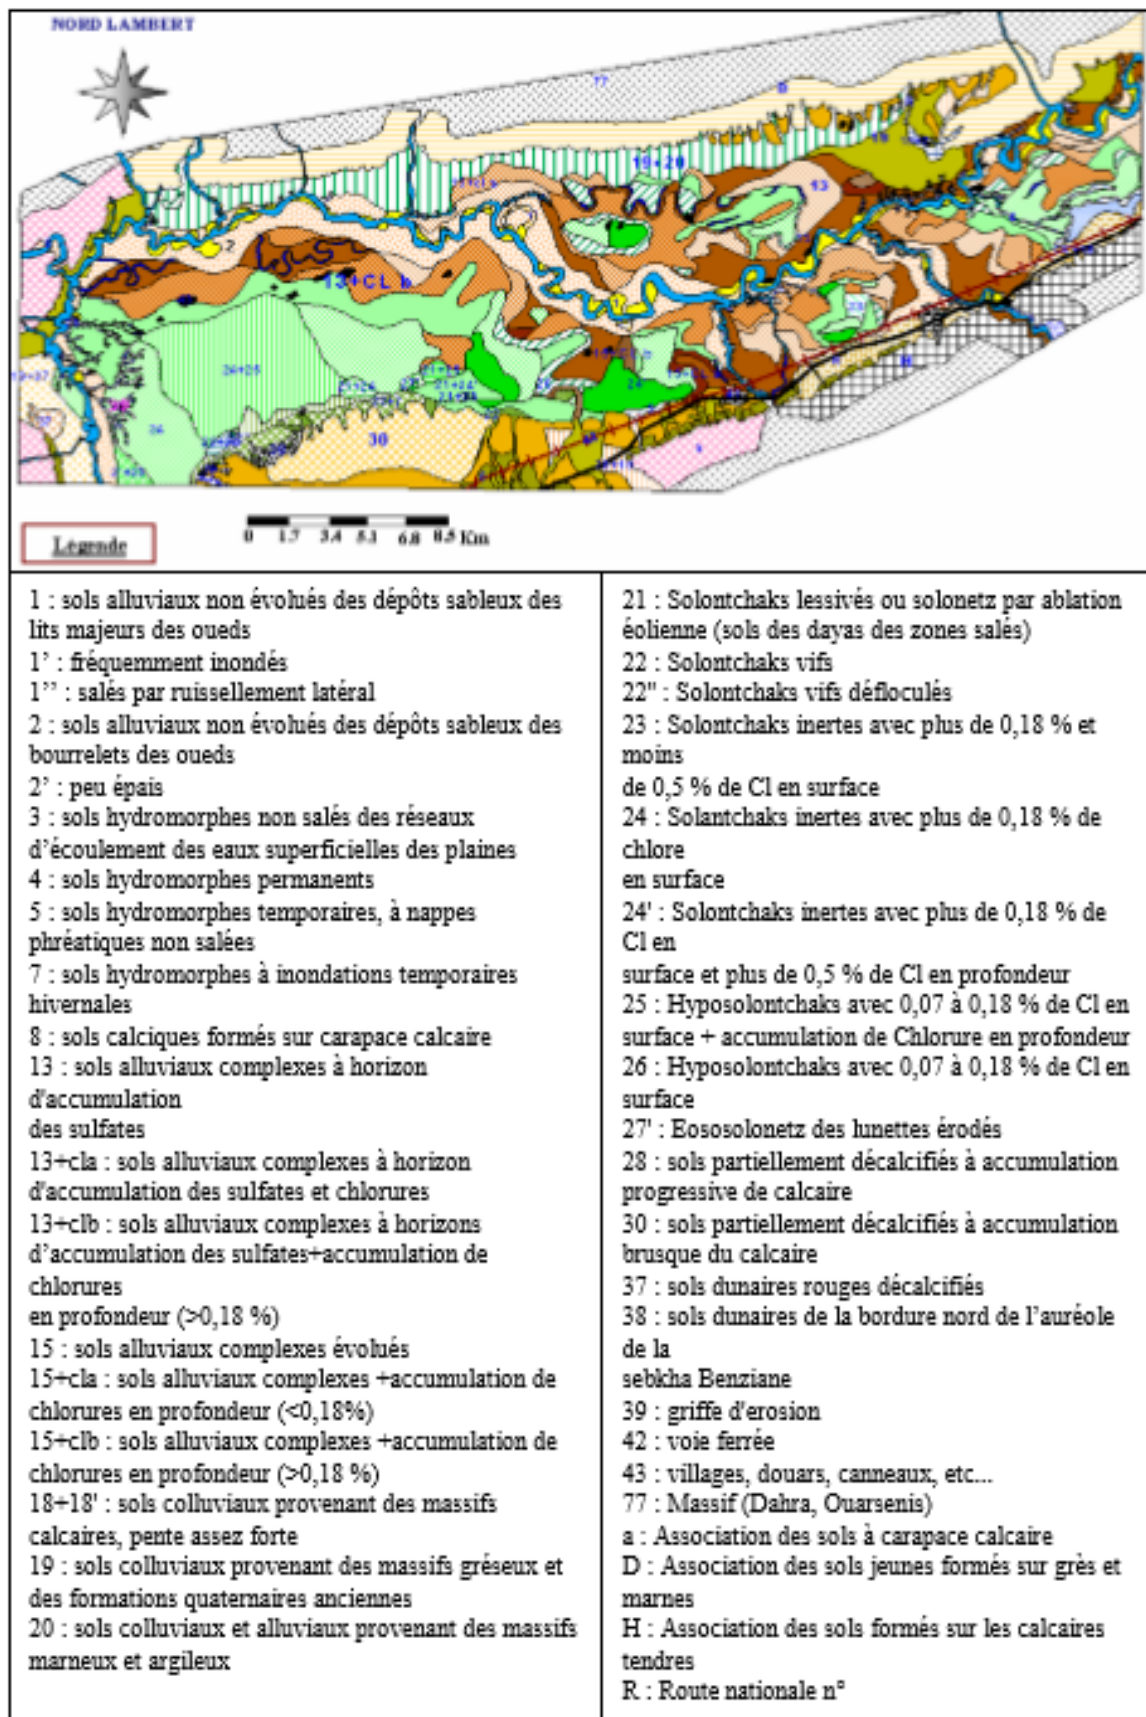 NORD LAMBERT
77
D
19+20
13
2
13+CL b
24+25
26
30
24
H
Légende
0 1.7 3.4 5.1 6.8 8.5 Km
1 : sols alluviaux non évolués des dépôts sableux des
lits majeurs des oueds
1’ : fréquemment inondés
1’’ : salés par ruissellement latéral
2 : sols alluviaux non évolués des dépôts sableux des
bourrelets des oueds
2’ : peu épais
3 : sols hydromorphes non salés des réseaux
d’écoulement des eaux superficielles des plaines
4 : sols hydromorphes permanents
5 : sols hydromorphes temporaires, à nappes
phréatiques non salées
7 : sols hydromorphes à inondations temporaires
hivernales
8 : sols calciques formés sur carapace calcaire
13 : sols alluviaux complexes à horizon
d'accumulation
des sulfates
13+cla : sols alluviaux complexes à horizon
d'accumulation des sulfates et chlorures
13+clb : sols alluviaux complexes à horizons
d’accumulation des sulfates+accumulation de
chlorures
en profondeur (>0,18 %)
15 : sols alluviaux complexes évolués
15+cla : sols alluviaux complexes +accumulation de
chlorures en profondeur (<0,18%)
15+clb : sols alluviaux complexes +accumulation de
chlorures en profondeur (>0,18 %)
18+18' : sols colluviaux provenant des massifs
calcaires, pente assez forte
19 : sols colluviaux provenant des massifs gréseux et
des formations quaternaires anciennes
20 : sols colluviaux et alluviaux provenant des massifs
marneux et argileux
21 : Solontchaks lessivés ou solonetz par ablation
éolienne (sols des dayas des zones salés)
22 : Solontchaks vifs
22" : Solontchaks vifs défloculés
23 : Solontchaks inertes avec plus de 0,18 % et
moins
de 0,5 % de Cl en surface
24 : Solantchaks inertes avec plus de 0,18 % de
chlore
en surface
24' : Solontchaks inertes avec plus de 0,18 % de
Cl en
surface et plus de 0,5 % de Cl en profondeur
25 : Hyposolontchaks avec 0,07 à 0,18 % de Cl en
surface + accumulation de Chlorure en profondeur
26 : Hyposolontchaks avec 0,07 à 0,18 % de Cl en
surface
27' : Eososolonetz des lunettes érodés
28 : sols partiellement décalcifiés à accumulation
progressive de calcaire
30 : sols partiellement décalcifiés à accumulation
brusque du calcaire
37 : sols dunaires rouges décalcifiés
38 : sols dunaires de la bordure nord de l’auréole
de la
sebkha Benziane
39 : griffe d'erosion
42 : voie ferrée
43 : villages, douars, canneaux, etc...
77 : Massif (Dahra, Ouarsenis)
a : Association des sols à carapace calcaire
D : Association des sols jeunes formés sur grès et
marnes
H : Association des sols formés sur les calcaires
tendres
R : Route nationale n°